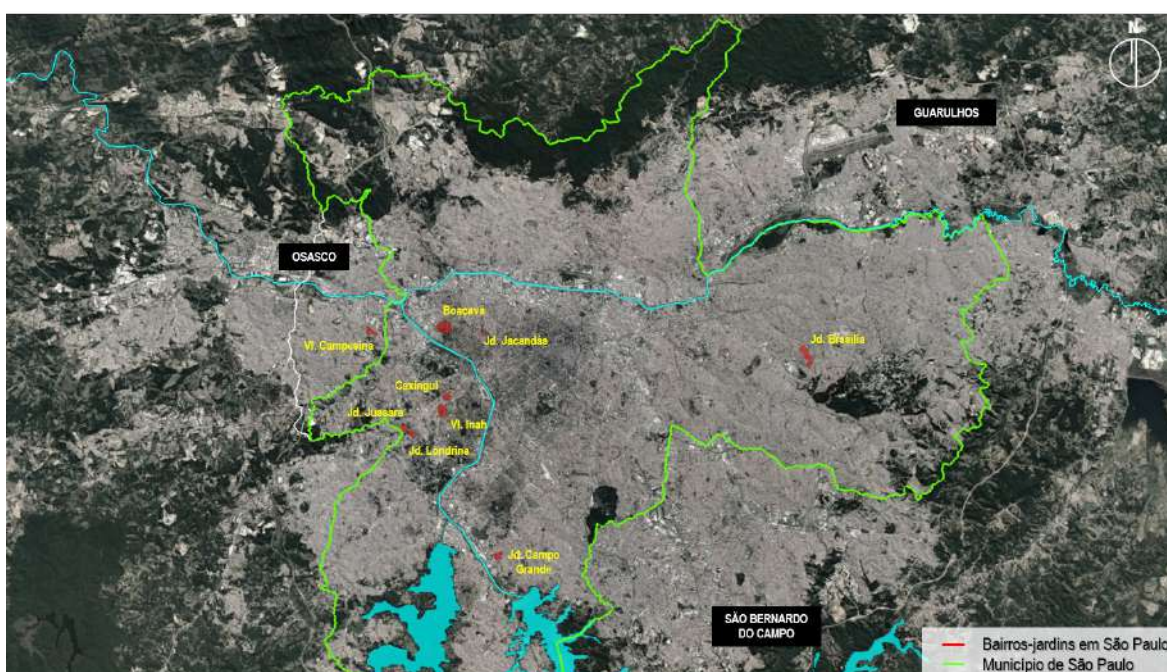 N
GUARULHOS
OSASCO
Boaçava
Vl. Campesina
Jd. Jacandáa
Jd. Brasília
Caxingui
Jd. Jussara
Vl. Inah
Jd. Londrina
Jd. Campo
Grande
SÃO BERNARDO
DO CAMPO
Bairros-jardins em São Paulo
Município de São Paulo